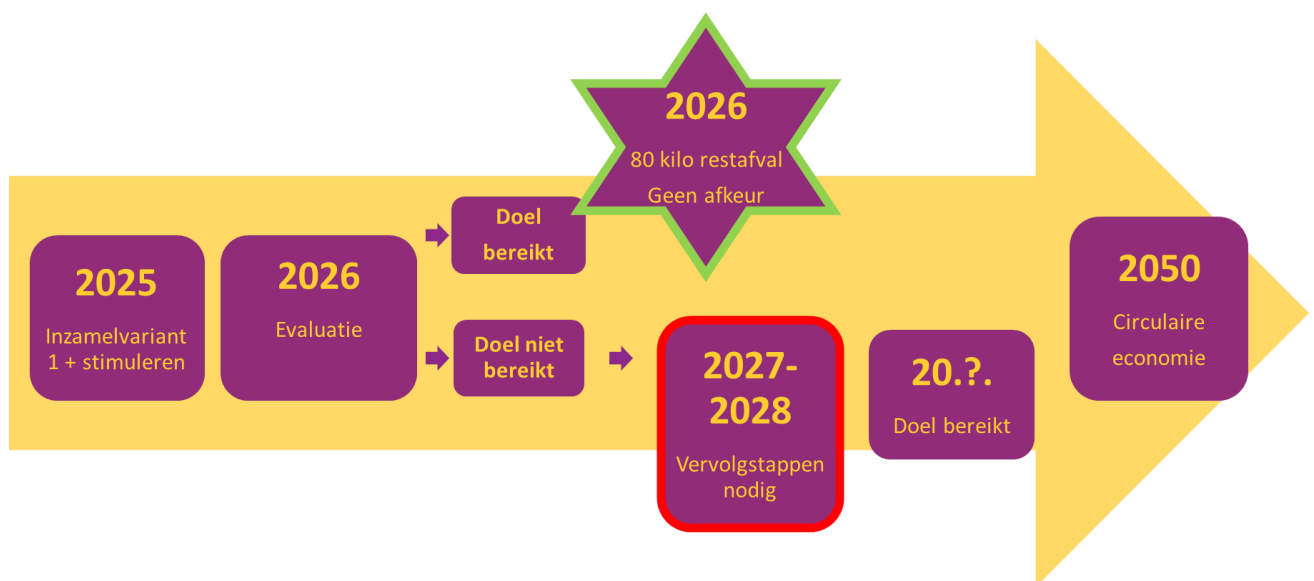 2025
Inzamelvariant
1 + stimuleren
2026
Evaluatie
Doel
bereikt
Doel niet
bereikt
2026
80 kilo restafval
Geen afkeur
2027-
2028
Vervolgstappen
nodig
20.?.
Doel bereikt
2050
Circulaire
economie